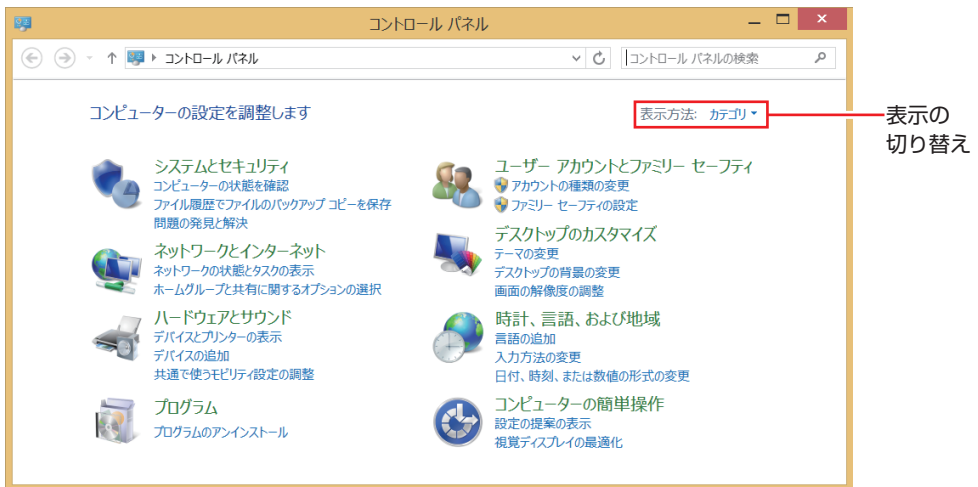 コントロール パネル
コントロール パネル
コントロール パネルの検索
コンピューターの設定を調整します
表示方法: カテゴリ
表示の
切り替え
システムとセキュリティ
コンピューターの状態を確認
ファイル履歴でファイルのバックアップ コピーを保存
問題の発見と解決
ネットワークとインターネット
ネットワークの状態とタスクの表示
ホームグループと共有に関するオプションの選択
ハードウェアとサウンド
デバイスとプリンターの表示
デバイスの追加
共通で使うモビリティ設定の調整
プログラム
プログラムのアンインストール
ユーザー アカウントとファミリー セーフティ
アカウントの種類の変更
ファミリー セーフティの設定
デスクトップのカスタマイズ
テーマの変更
デスクトップの背景の変更
画面の解像度の調整
時計、言語、および地域
言語の追加
入力方法の変更
日付、時刻、または数値の形式の変更
コンピューターの簡単操作
設定の提案の表示
視覚ディスプレイの最適化